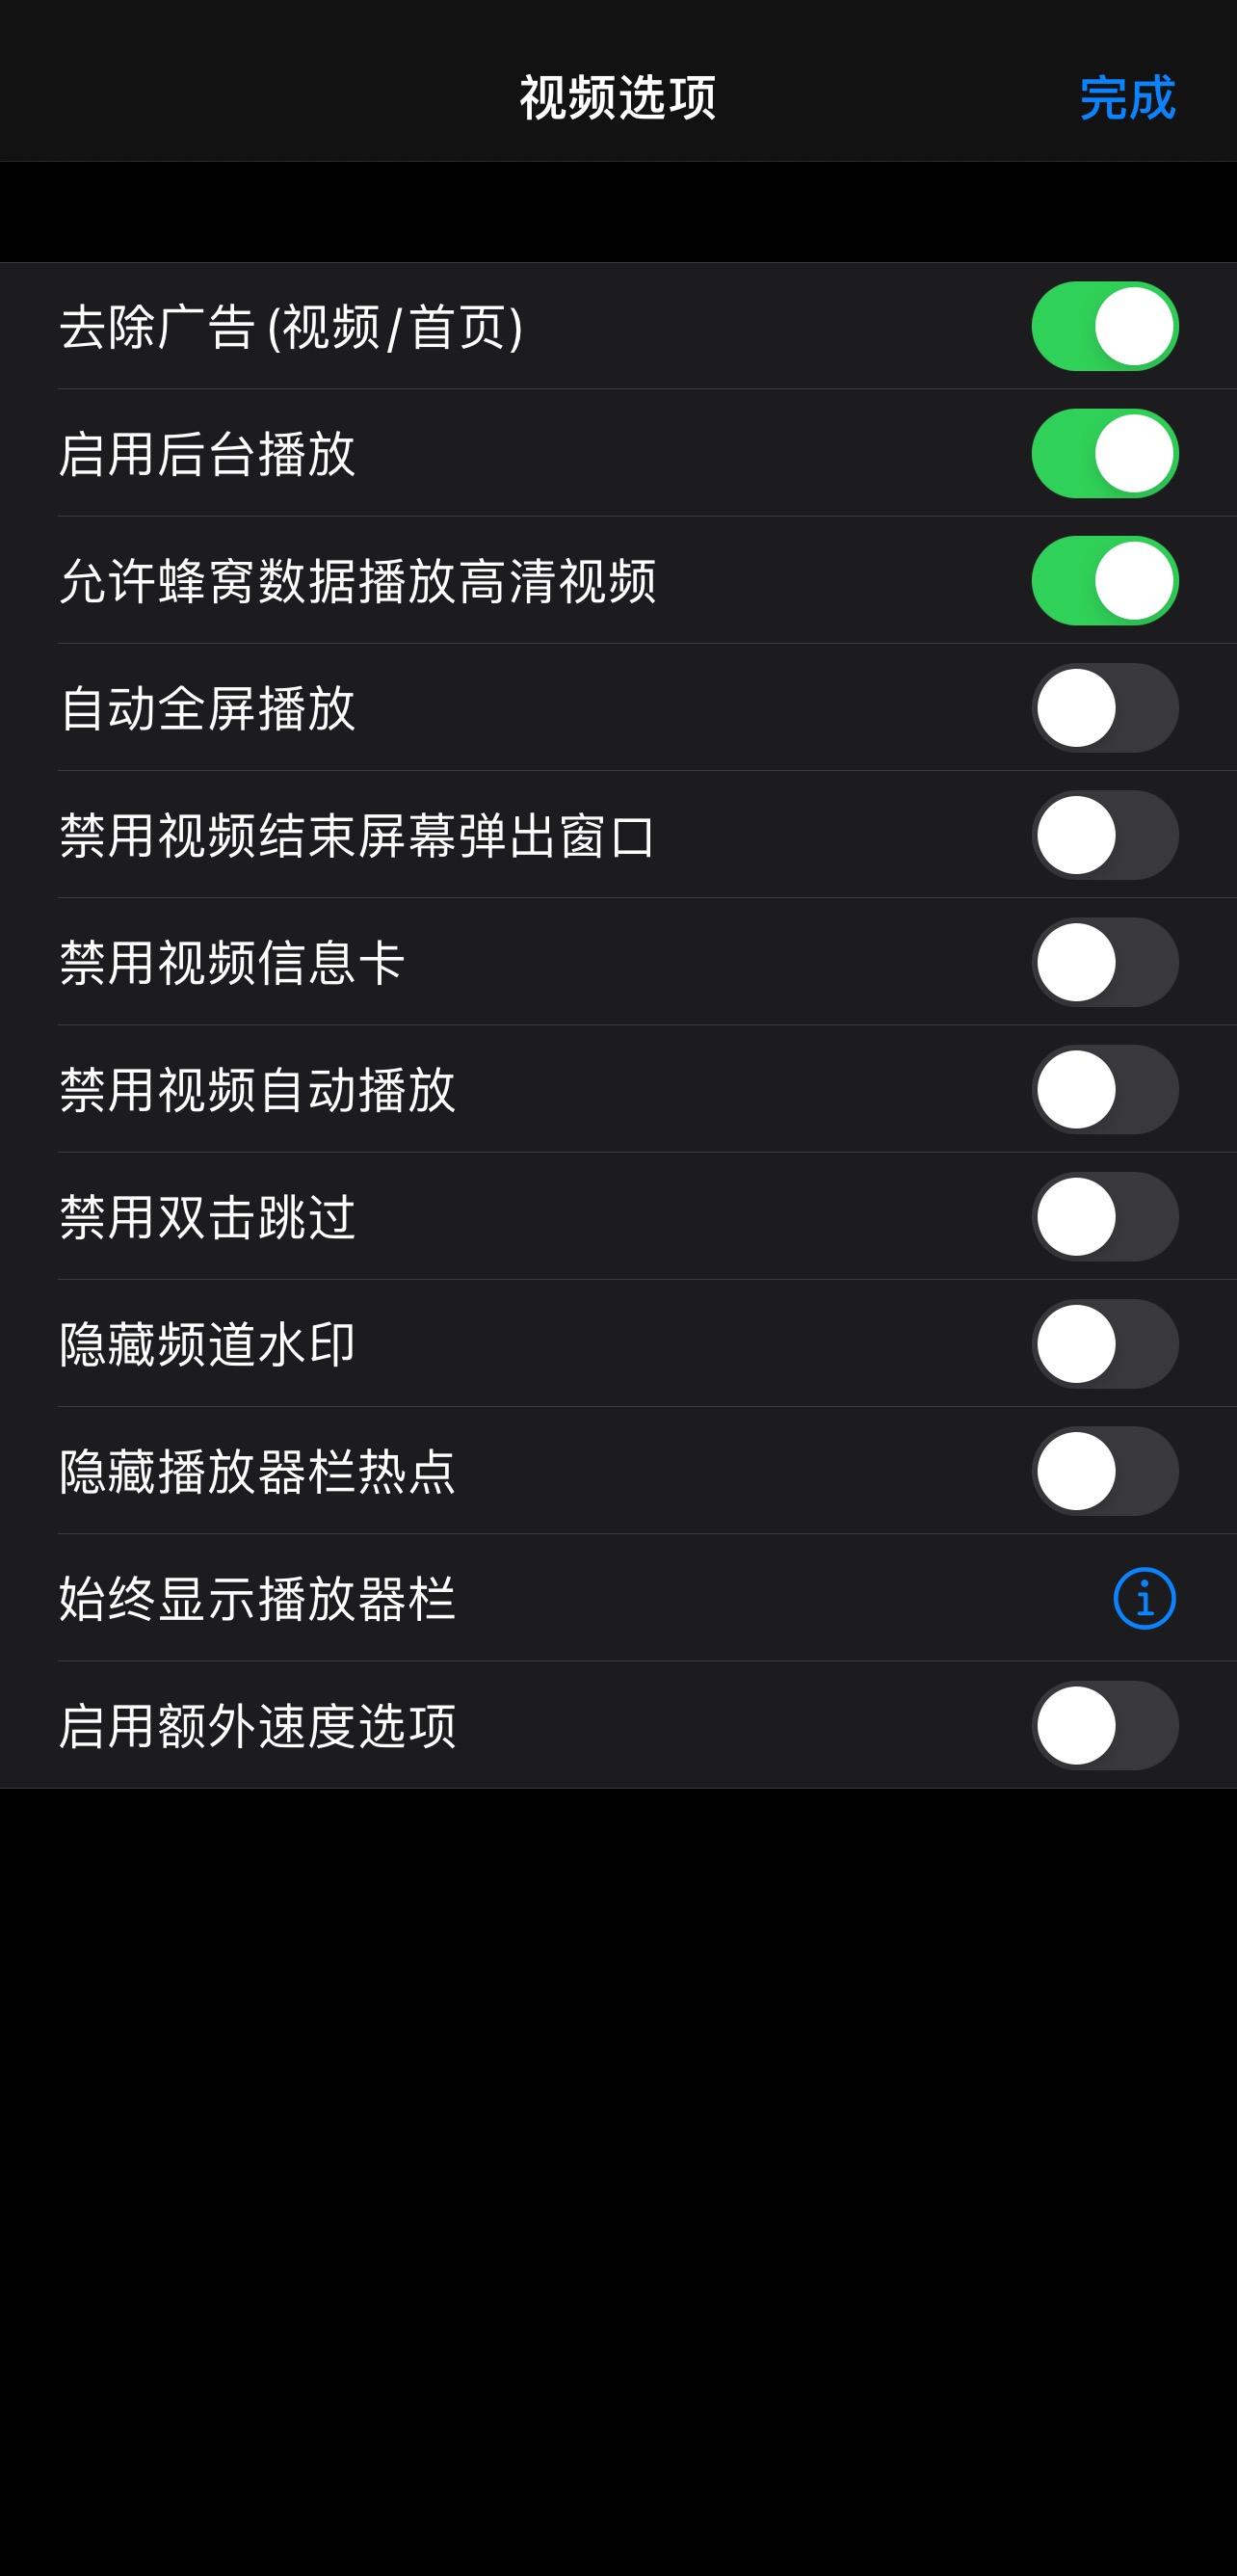 视频选项
完成
去除广告 (视频/首页)
启用后台播放
允许蜂窝数据播放高清视频
自动全屏播放
禁用视频结束屏幕弹出窗口
禁用视频信息卡
禁用视频自动播放
禁用双击跳过
隐藏频道水印
隐藏播放器栏热点
始终显示播放器栏
启用额外速度选项